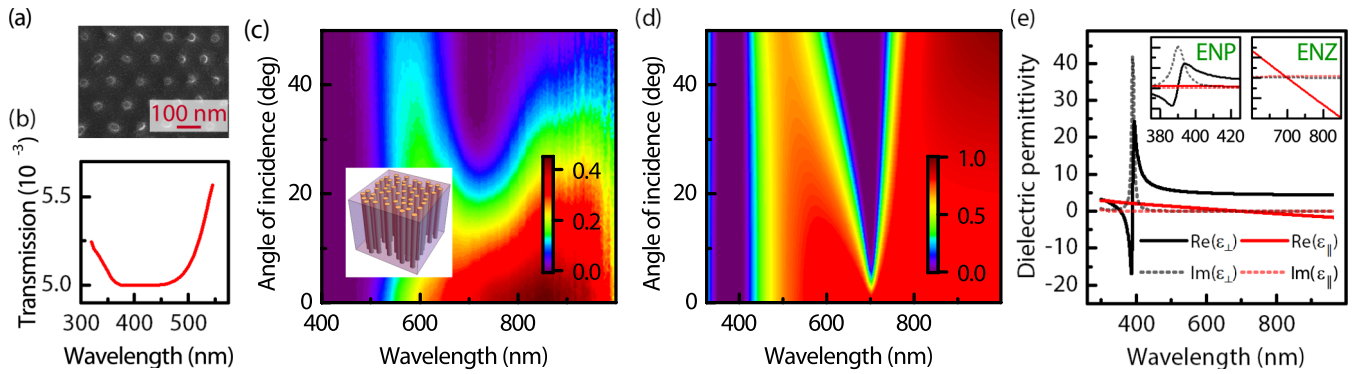 (a)
100 nm
(b)
Transmission (10 -3)
5.5
5.0
300 400 500
Wavelength (nm)
(c)
Angle of incidence (deg)
40
20
0
0.4
0.2
0.0
400 600 800
Wavelength (nm)
(d)
Angle of incidence (deg)
40
20
0
1.0
0.5
0.0
400 600 800
Wavelength (nm)
(e)
Dielectric permittivity
40
30
20
10
0
-10
-20
ENP
380 400 420
ENZ
700 800
Re(ε⊥) Re(ε∥)
Im(ε⊥) Im(ε∥)
400 600 800
Wavelength (nm)